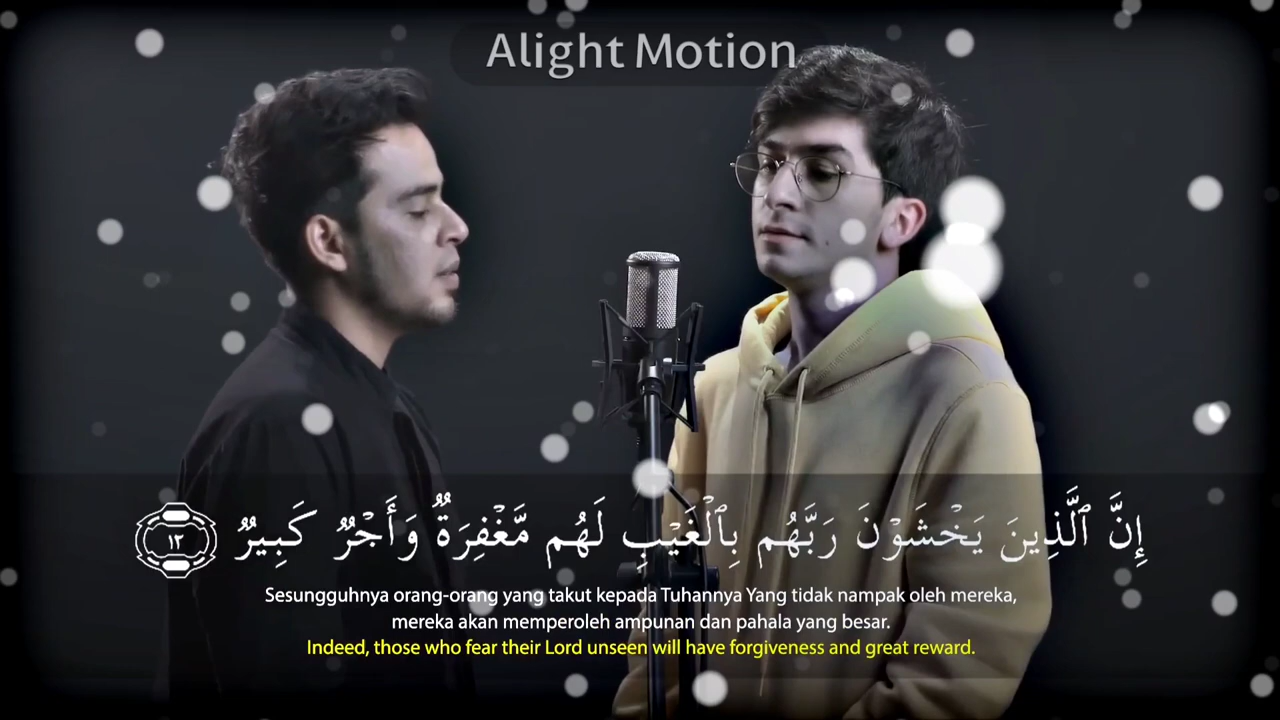 Alight Motion
إِنَّ ٱلَّذِينَ يَخْشَوْنَ رَبَّهُم بِٱلْغَيْبِ لَهُم مَّغْفِرَةٌ وَأَجْرٌ كَبِيرٌ ١٢
Sesungguhnya orang-orang yang takut kepada Tuhannya Yang tidak nampak oleh mereka,
mereka akan memperoleh ampunan dan pahala yang besar.
Indeed, those who fear their Lord unseen will have forgiveness and great reward.